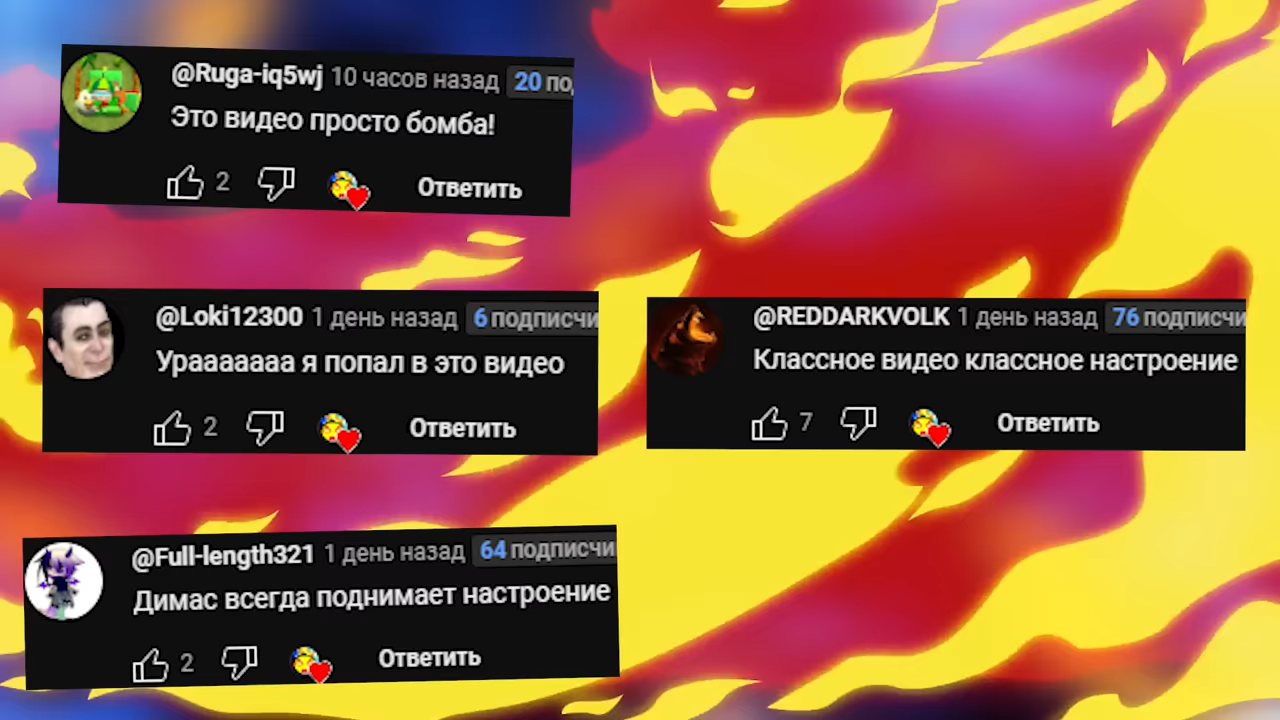 @Ruga-iq5wj 10 часов назад 20 по
Это видео просто бомба!
2 Ответить
@Loki12300 1 день назад 6 подписчи
Урааааааа я попал в это видео
2 Ответить
@REDDARKVOLK 1 день назад 76 подписчи
Классное видео классное настроение
7 Ответить
@Full-length321 1 день назад 64 подписчи
Димас всегда поднимает настроение
2 Ответить